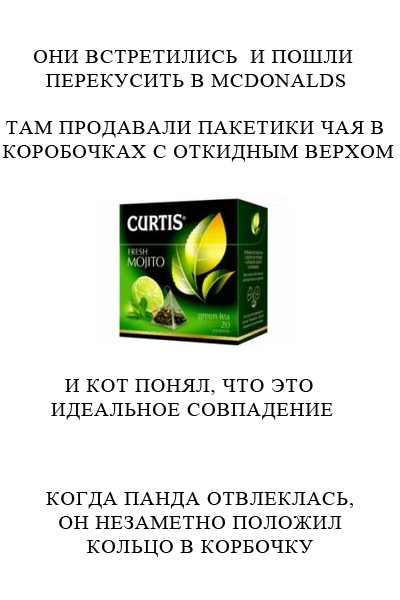 ОНИ ВСТРЕТИЛИСЬ И ПОШЛИ
ПЕРЕКУСИТЬ В MCDONALDS
ТАМ ПРОДАВАЛИ ПАКЕТИКИ ЧАЯ В
КОРОБОЧКАХ С ОТКИДНЫМ ВЕРХОМ
CURTIS
FRESH
MOJITO
green tea
20
И КОТ ПОНЯЛ, ЧТО ЭТО
ИДЕАЛЬНОЕ СОВПАДЕНИЕ
КОГДА ПАНДА ОТВЛЕКЛАСЬ,
ОН НЕЗАМЕТНО ПОЛОЖИЛ
КОЛЬЦО В КОРБОЧКУ